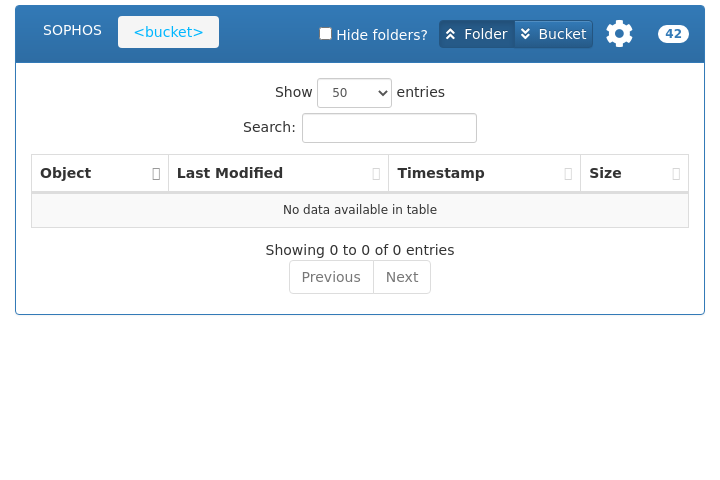 SOPHOS <bucket> Hide folders? Folder Bucket 42
Show 50 entries
Search:
Object Last Modified Timestamp Size
No data available in table
Showing 0 to 0 of 0 entries
Previous Next